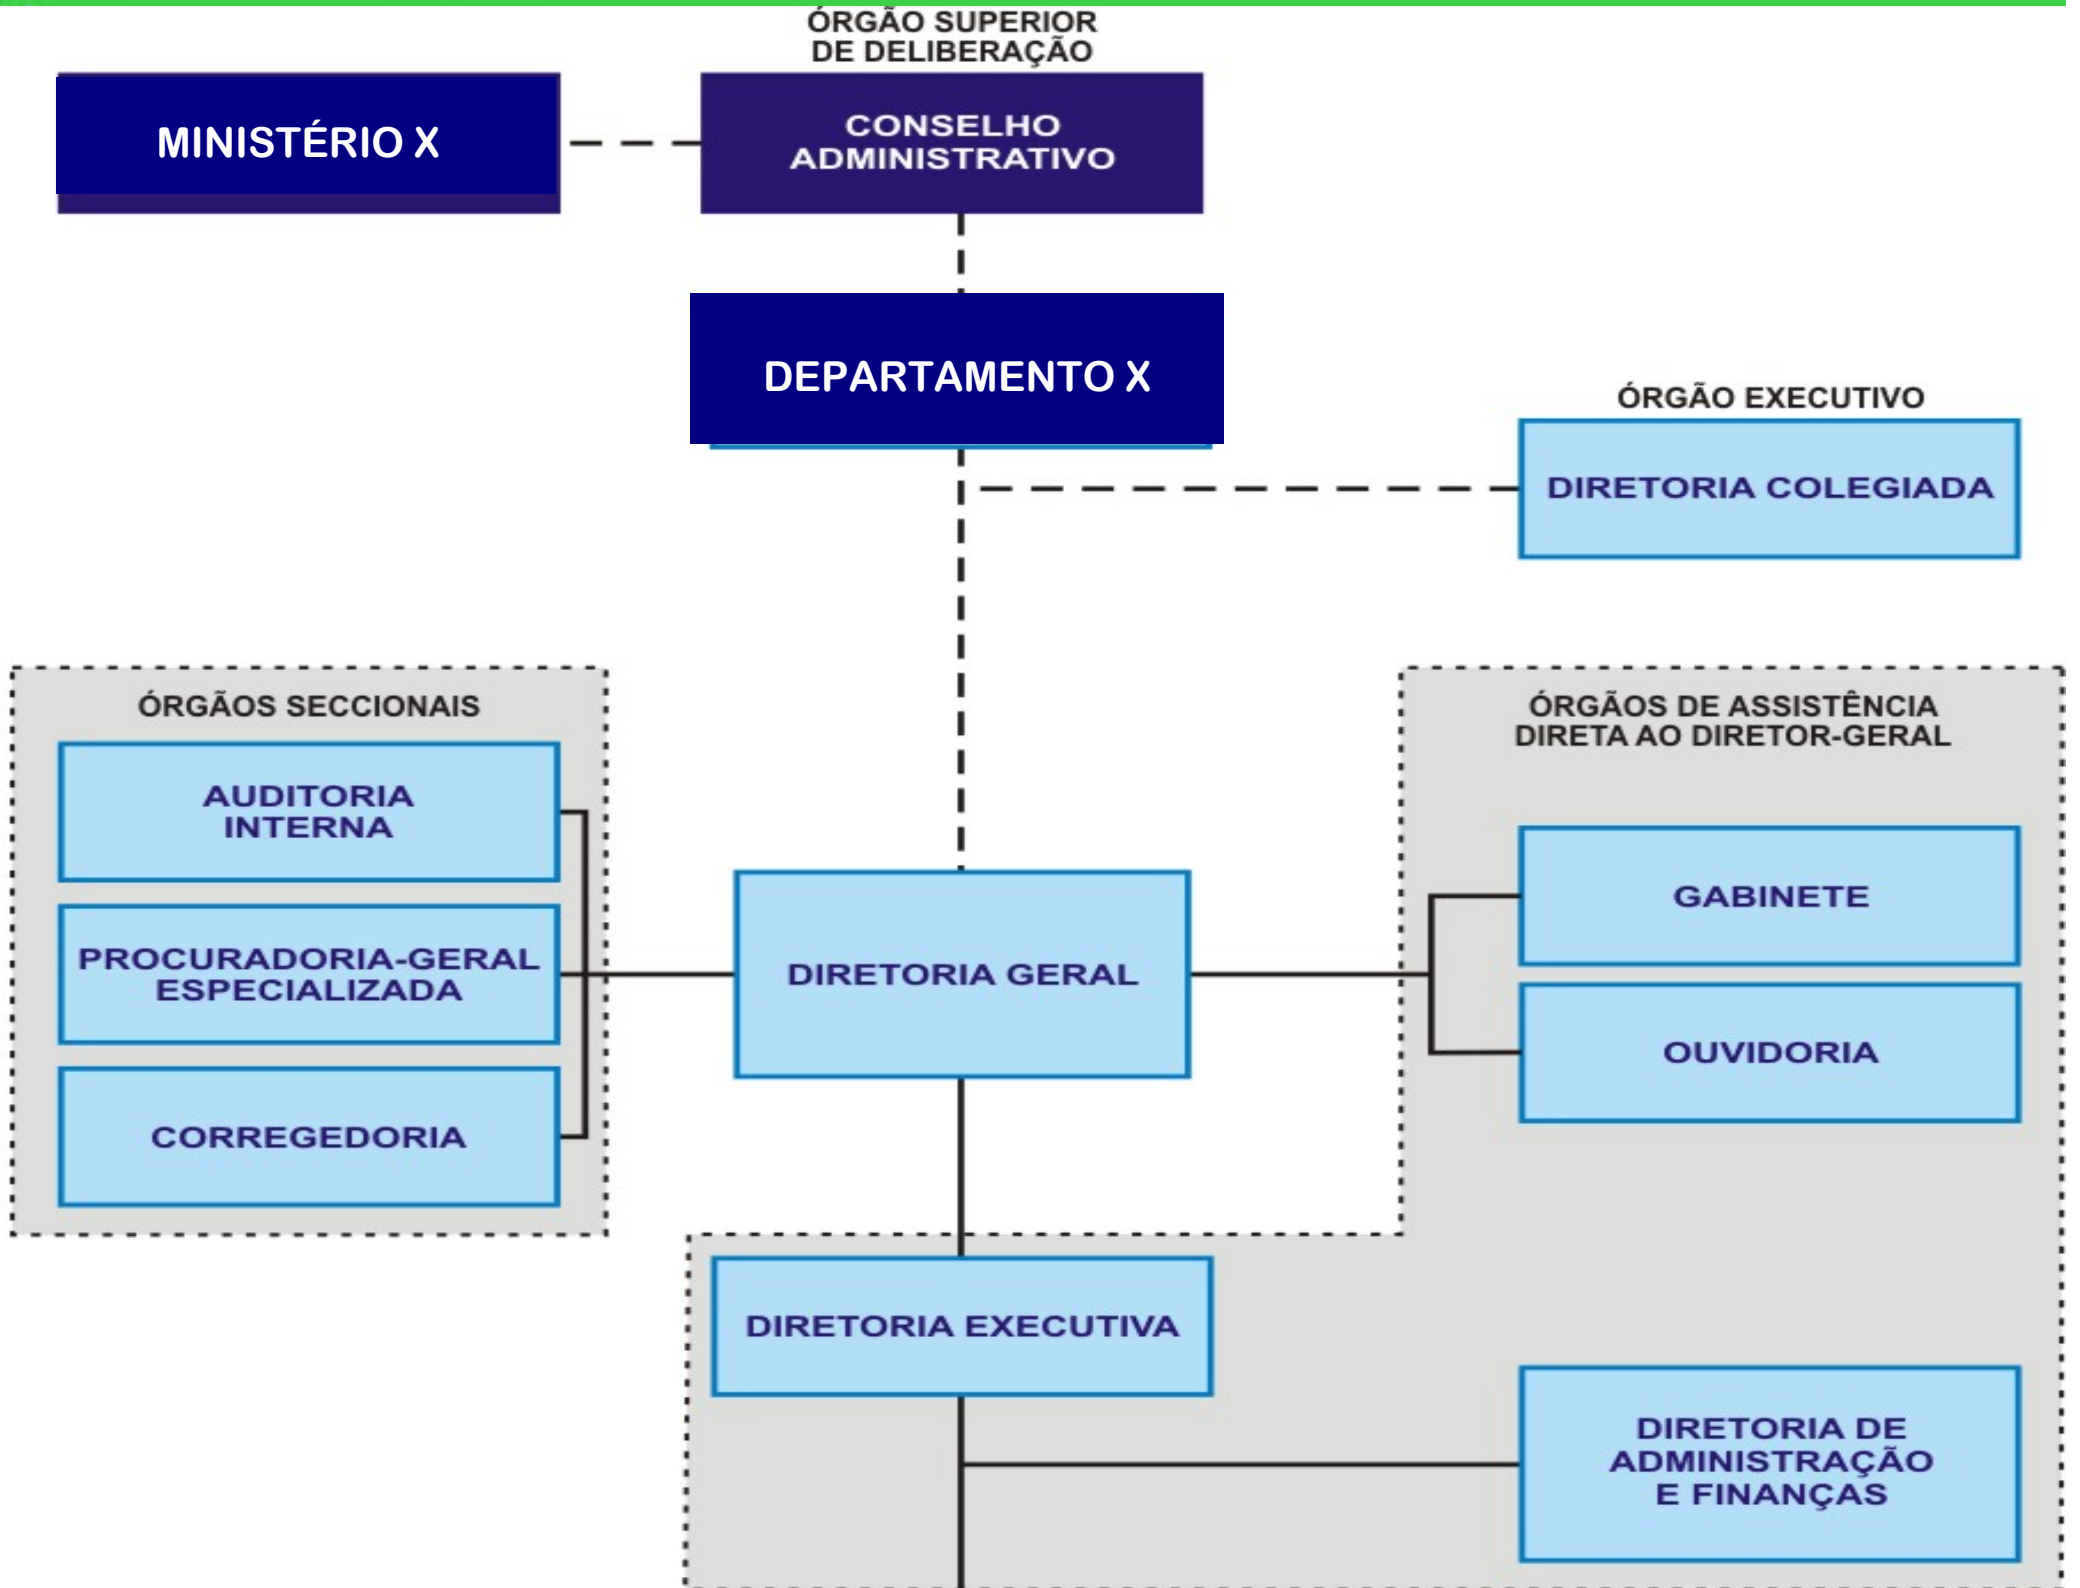 ÓRGÃO SUPERIOR
DE DELIBERAÇÃO
MINISTÉRIO X
CONSELHO
ADMINISTRATIVO
DEPARTAMENTO X
ÓRGÃO EXECUTIVO
DIRETORIA COLEGIADA
ÓRGÃOS SECCIONAIS
AUDITORIA
INTERNA
PROCURADORIA-GERAL
ESPECIALIZADA
CORREGEDORIA
DIRETORIA GERAL
ÓRGÃOS DE ASSISTÊNCIA
DIRETA AO DIRETOR-GERAL
GABINETE
OUVIDORIA
DIRETORIA EXECUTIVA
DIRETORIA DE
ADMINISTRAÇÃO
E FINANÇAS